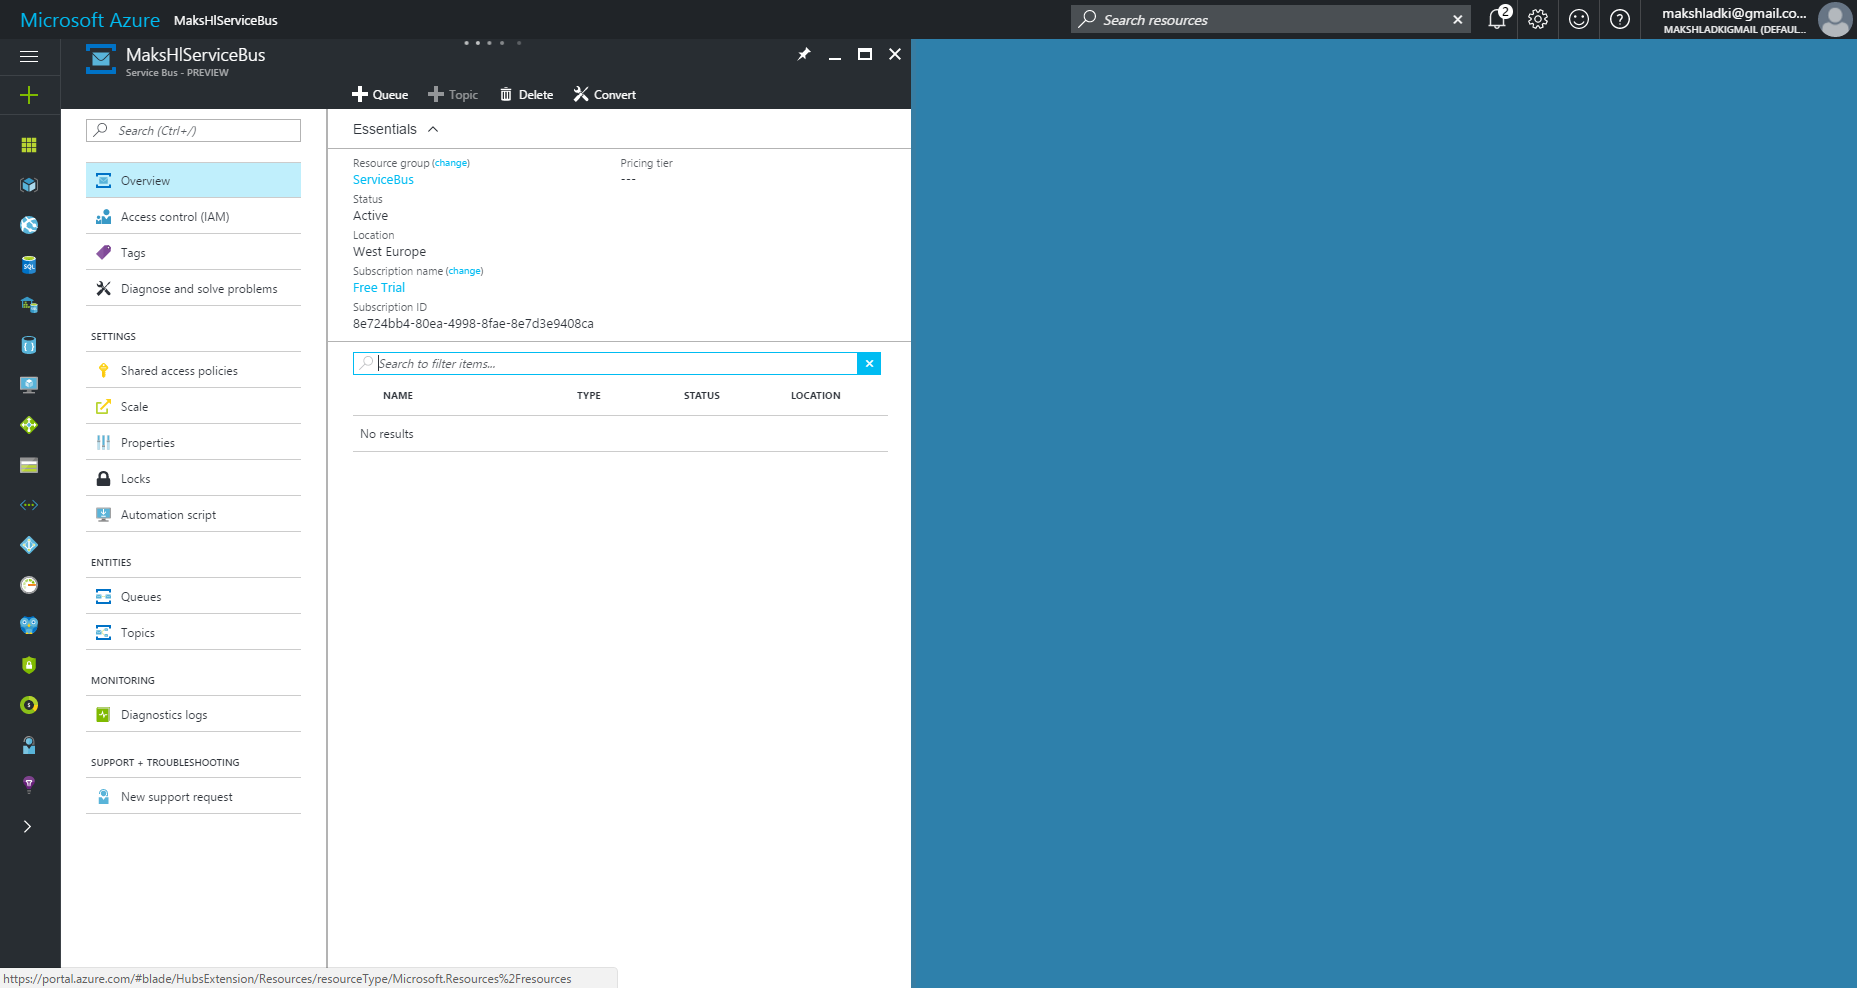 Microsoft Azure MaksHlServiceBus
Search resources
2
makshladki@gmail.co...
MAKSHLADKIGMAIL (DEFAUL...
MaksHlServiceBus
Service Bus - PREVIEW
Queue Topic Delete Convert
Search (Ctrl+/)
Overview
Access control (IAM)
Tags
Diagnose and solve problems
SETTINGS
Shared access policies
Scale
Properties
Locks
Automation script
ENTITIES
Queues
Topics
MONITORING
Diagnostics logs
SUPPORT + TROUBLESHOOTING
New support request
Essentials
Resource group (change)
ServiceBus
Status
Active
Location
West Europe
Subscription name (change)
Free Trial
Subscription ID
8e724bb4-80ea-4998-8fae-8e7d3e9408ca
Pricing tier
---
Search to filter items...
NAME TYPE STATUS LOCATION
No results
https://portal.azure.com/#blade/HubsExtension/Resources/resourceType/Microsoft.Resources%2Fresources